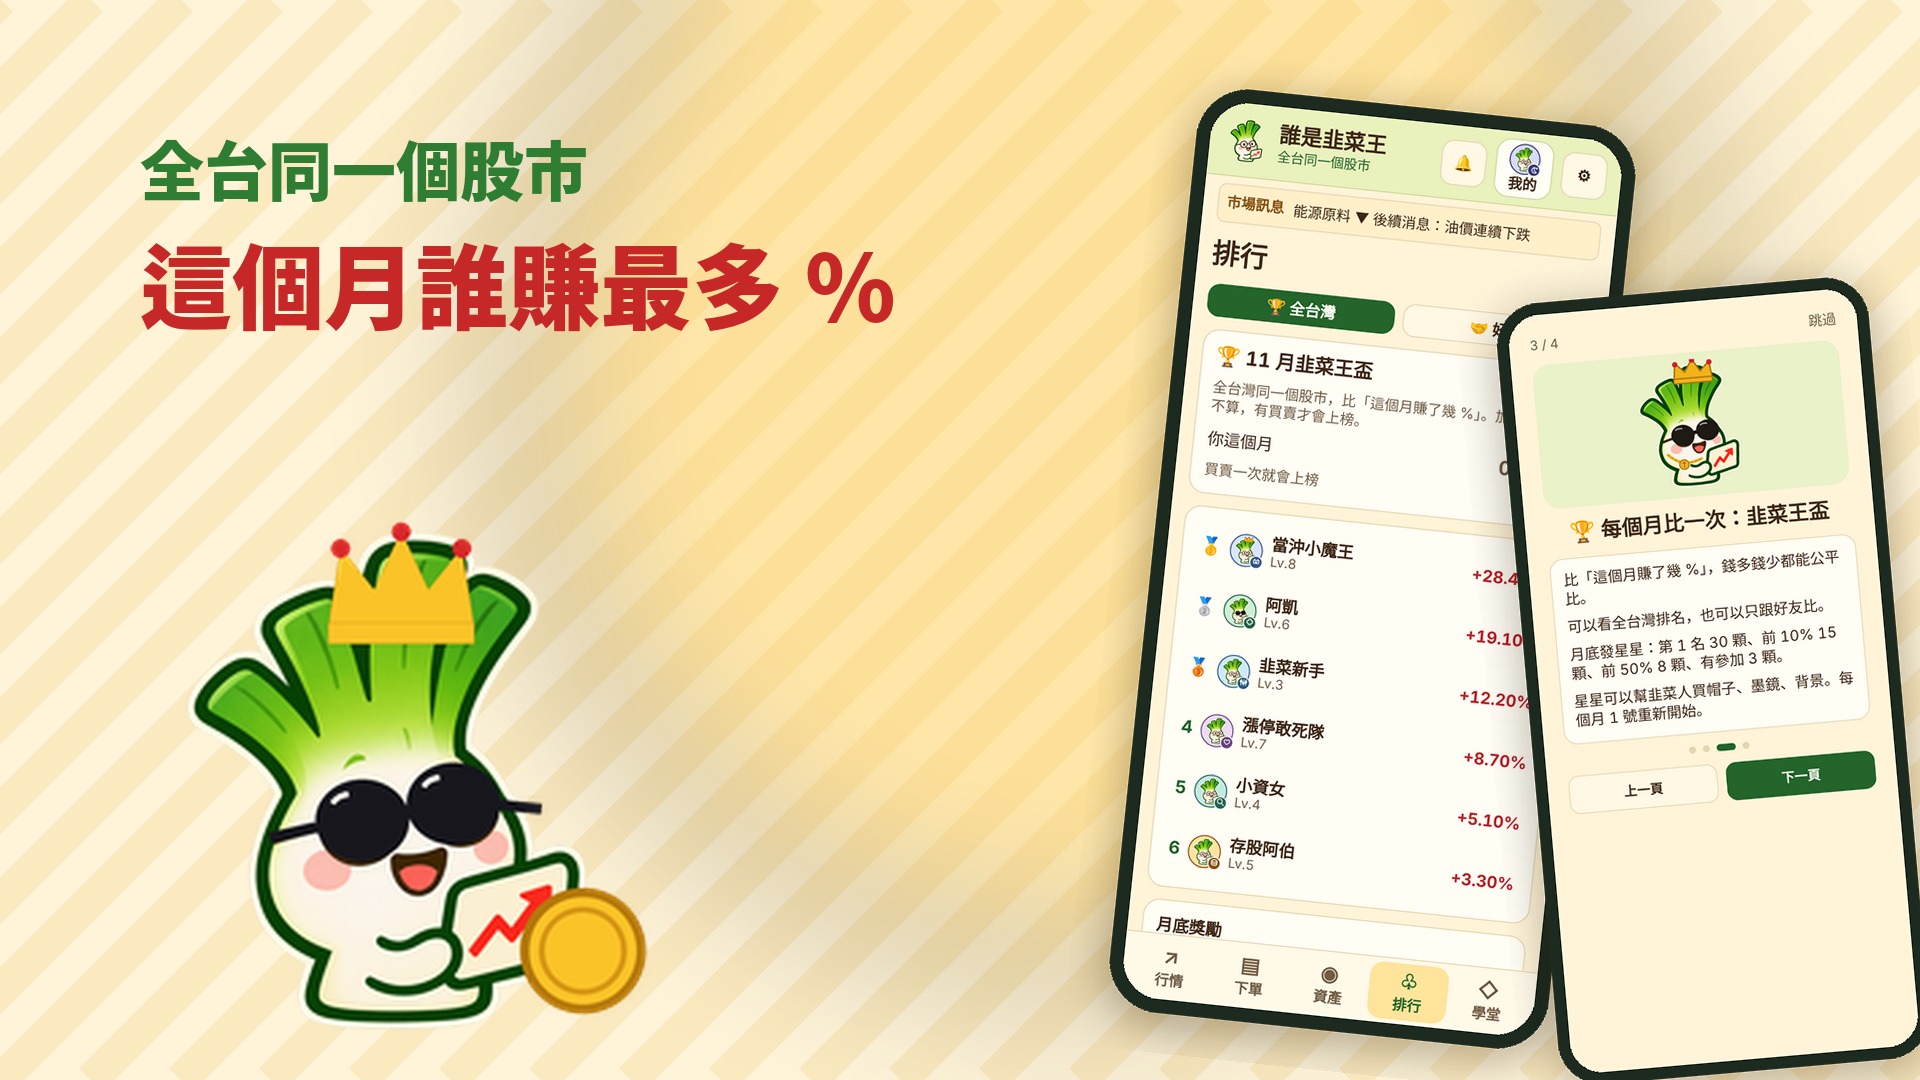 全台同一個股市
這個月誰賺最多 %
誰是韭菜王
全台同一個股市
我的
市場訊息 能源原料 ▼ 後續消息：油價連續下跌
排行
全台灣
11 月韭菜王盃
全台灣同一個股市，比「這個月賺了幾 %」。
不算，有買賣才會上榜。
你這個月
買賣一次就會上榜
當沖小魔王
Lv.8
+28.4
阿凱
Lv.6
+19.10
韭菜新手
Lv.3
+12.20%
4 漲停敢死隊
Lv.7
+8.70%
5 小資女
Lv.4
+5.10%
6 存股阿伯
Lv.5
+3.30%
月底獎勵
行情
下單
資產
排行
學堂
跳過
3 / 4
每個月比一次：韭菜王盃
比「這個月賺了幾 %」，錢多錢少都能公平
比。
可以看全台灣排名，也可以只跟好友比。
月底發星星：第 1 名 30 顆、前 10% 15
顆、前 50% 8 顆、有參加 3 顆。
星星可以幫韭菜人買帽子、墨鏡、背景。每
個月 1 號重新開始。
上一頁
下一頁